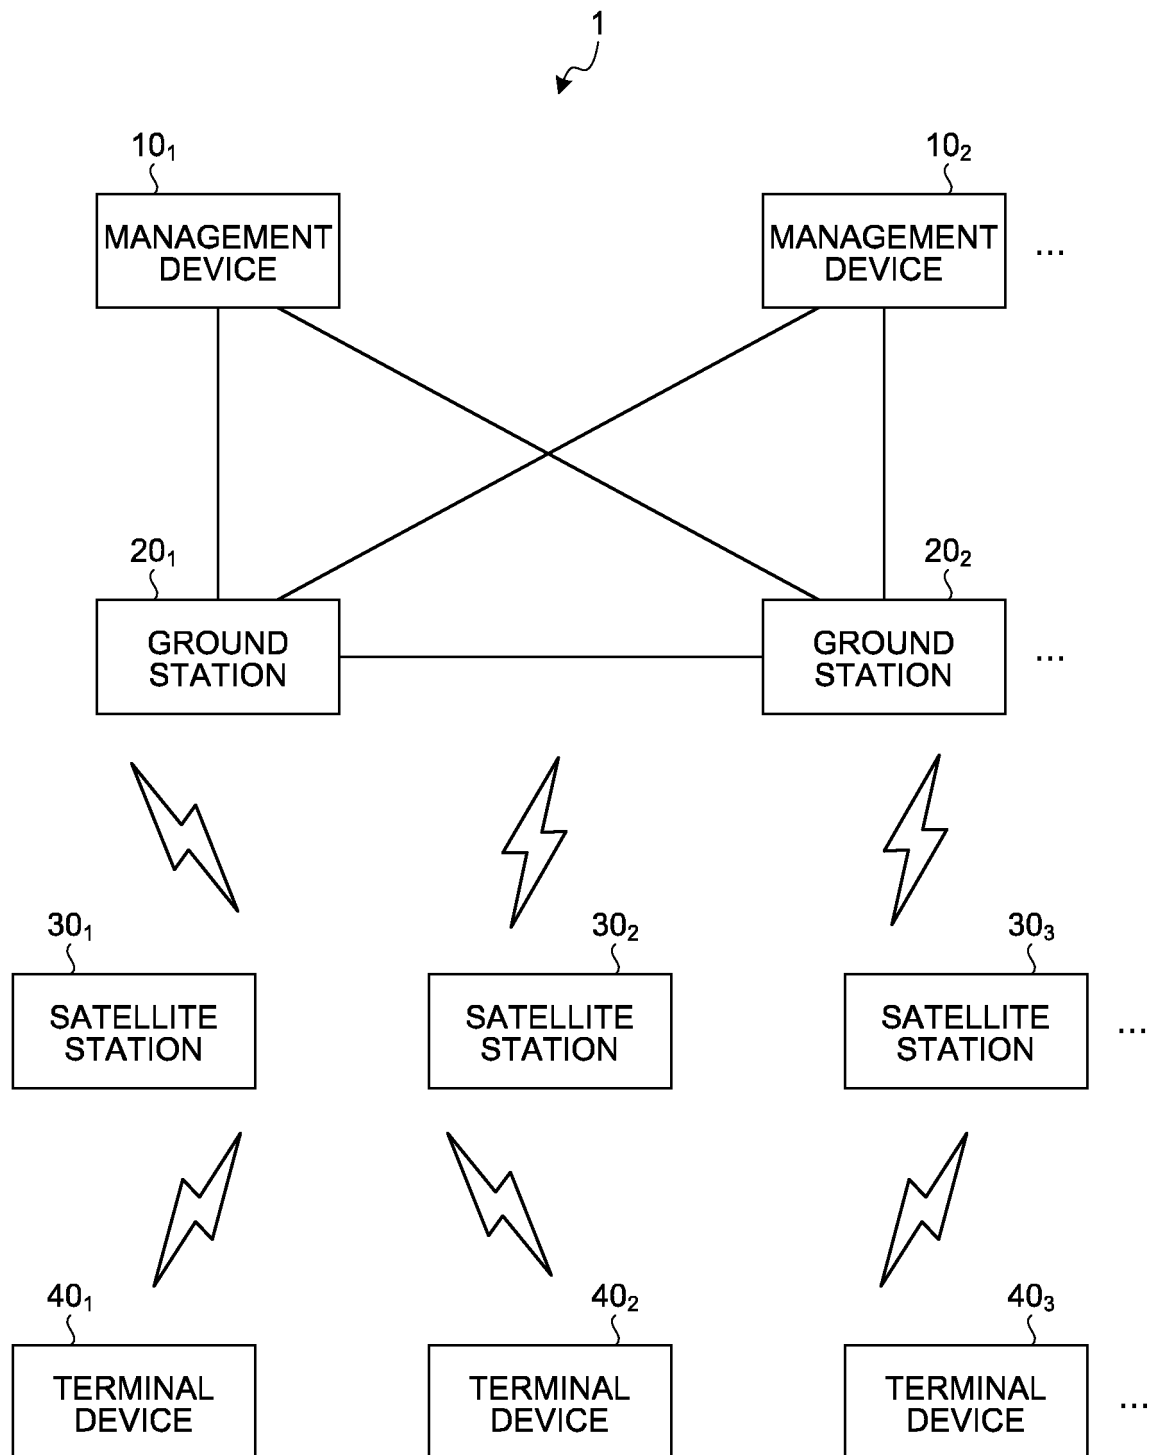 1
10₁ 10₂
MANAGEMENT DEVICE
MANAGEMENT DEVICE ...
20₁ 20₂
GROUND STATION
GROUND STATION ...
30₁ 30₂ 30₃
SATELLITE STATION
SATELLITE STATION
SATELLITE STATION ...
40₁ 40₂ 40₃
TERMINAL DEVICE
TERMINAL DEVICE
TERMINAL DEVICE ...